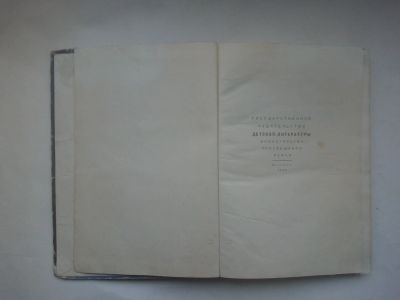 ГОСУДАРСТВЕННОЕ
ИЗДАТЕЛЬСТВО
ДЕТСКОЙ ЛИТЕРАТУРЫ
МИНИСТЕРСТВА
ПРОСВЕЩЕНИЯ
РСФСР